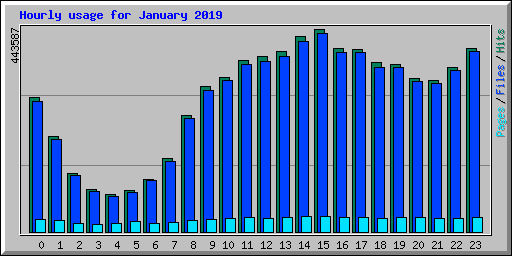 Hourly usage for January 2019
443587
Pages/Files/Hits
0 1 2 3 4 5 6 7 8 9 10 11 12 13 14 15 16 17 18 19 20 21 22 23